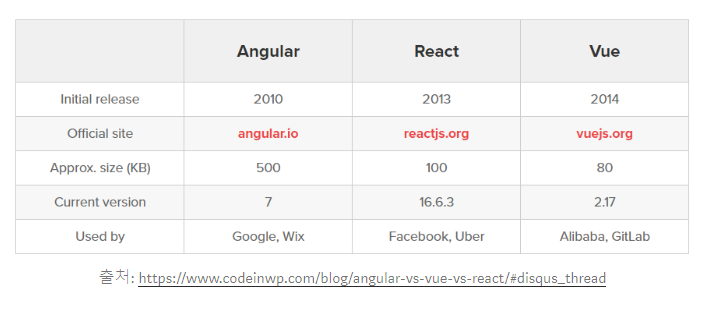 Angular React Vue
Initial release 2010 2013 2014
Official site angular.io reactjs.org vuejs.org
Approx. size (KB) 500 100 80
Current version 7 16.6.3 2.17
Used by Google, Wix Facebook, Uber Alibaba, GitLab
출처: https://www.codeinwp.com/blog/angular-vs-vue-vs-react/#disqus_thread